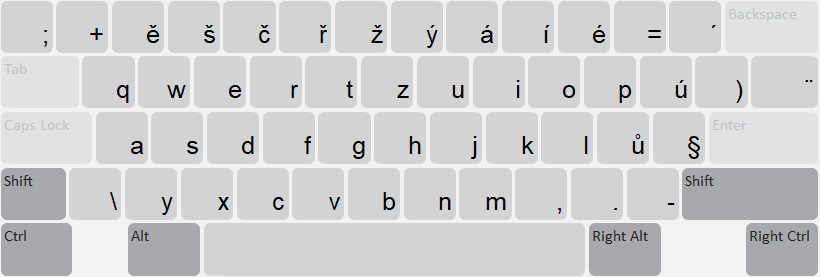 ; + ě š č ř ž ý á í é = ´ Backspace
Tab q w e r t z u i o p ú ) ¨
Caps Lock a s d f g h j k l ů § Enter
Shift \ y x c v b n m , . - Shift
Ctrl Alt Right Alt Right Ctrl